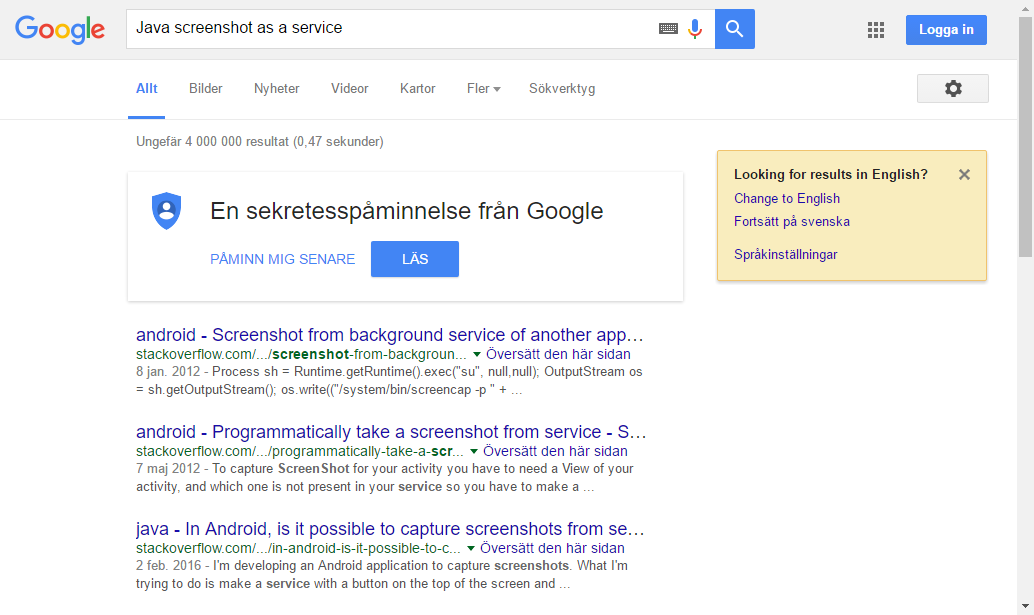 Google
Java screenshot as a service
Logga in
Allt Bilder Nyheter Videor Kartor Fler Sökverktyg
Ungefär 4 000 000 resultat (0,47 sekunder)
En sekretesspåminnelse från Google
PÅMINN MIG SENARE LÄS
Looking for results in English?
Change to English
Fortsätt på svenska
Språkinställningar
android - Screenshot from background service of another app...
stackoverflow.com/.../screenshot-from-backgroun... Översätt den här sidan
8 jan. 2012 - Process sh = Runtime.getRuntime().exec("su", null,null); OutputStream os
= sh.getOutputStream(); os.write(("/system/bin/screencap -p " + ...
android - Programmatically take a screenshot from service - S...
stackoverflow.com/.../programmatically-take-a-scr... Översätt den här sidan
7 maj 2012 - To capture ScreenShot for your activity you have to need a View of your
activity, and which one is not present in your service so you have to make a ...
java - In Android, is it possible to capture screenshots from se...
stackoverflow.com/.../in-android-is-it-possible-to-c... Översätt den här sidan
2 feb. 2016 - I'm developing an Android application to capture screenshots. What I'm
trying to do is make a service with a button on the top of the screen and ...